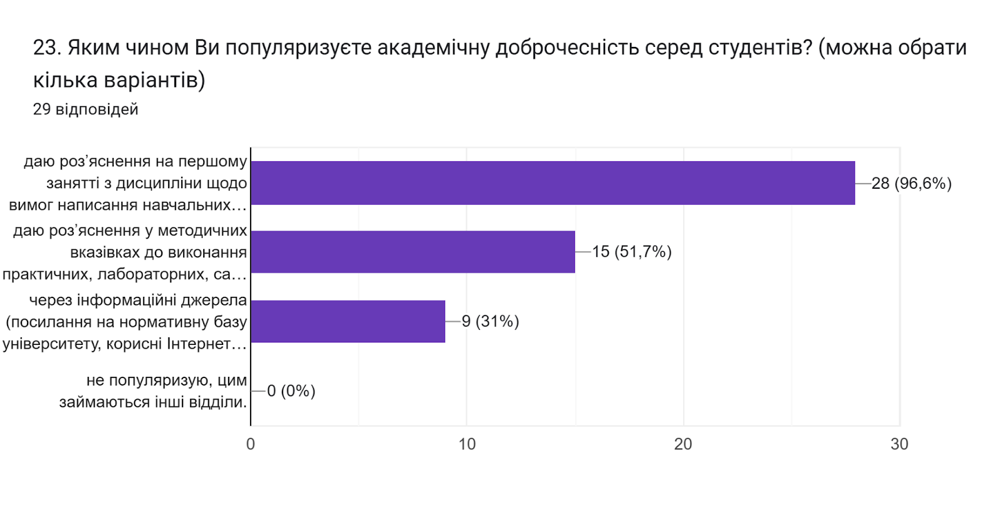 23. Яким чином Ви популяризуєте академічну доброчесність серед студентів? (можна обрати
кілька варіантів)
29 відповідей
даю роз’яснення на першому
занятті з дисципліни щодо
вимог написання навчальних…
28 (96,6%)
даю роз’яснення у методичних
вказівках до виконання
практичних, лабораторних, са…
15 (51,7%)
через інформаційні джерела
(посилання на нормативну базу
університету, корисні Інтернет…
9 (31%)
не популяризую, цим
займаються інші відділи.
0 (0%)
0
10
20
30